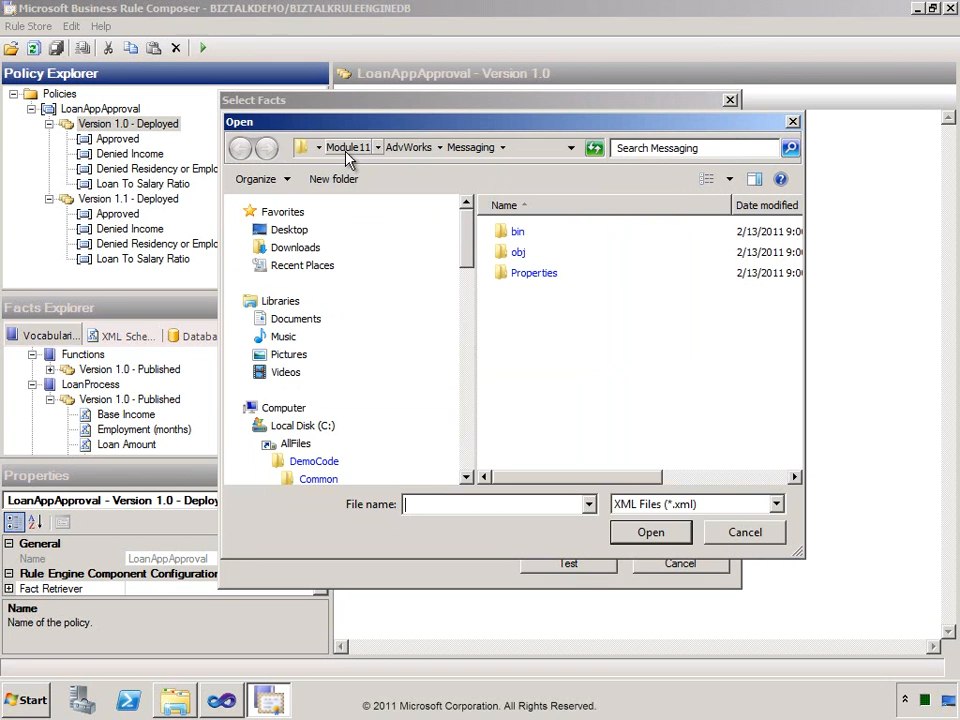 Microsoft Business Rule Composer - BIZTALKDEMO/BIZTALKRULEENGINEDB
Rule Store Edit Help
Policy Explorer
LoanAppApproval - Version 1.0
Policies
LoanAppApproval
Version 1.0 - Deployed
Approved
Denied Income
Denied Residency or Emplo
Loan To Salary Ratio
Version 1.1 - Deployed
Approved
Denied Income
Denied Residency or Emplo
Loan To Salary Ratio
Facts Explorer
Vocabulari...
XML Sche...
Databa
Functions
Version 1.0 - Published
LoanProcess
Version 1.0 - Published
Base Income
Employment (months)
Loan Amount
Properties
LoanAppApproval - Version 1.0 - Deploy
General
Name LoanAppApproval
Rule Engine Component Configuration
Fact Retriever
Name
Name of the policy.
Select Facts
Open
Module11 AdvWorks Messaging
Search Messaging
Organize New folder
Favorites
Desktop
Downloads
Recent Places
Libraries
Documents
Music
Pictures
Videos
Computer
Local Disk (C:)
AllFiles
DemoCode
Common
Name Date modified
bin 2/13/2011 9:0
obj 2/13/2011 9:0
Properties 2/13/2011 9:0
File name: XML Files (*.xml)
Open Cancel
Test Cancel
Start
© 2011 Microsoft Corporation. All Rights Reserved.